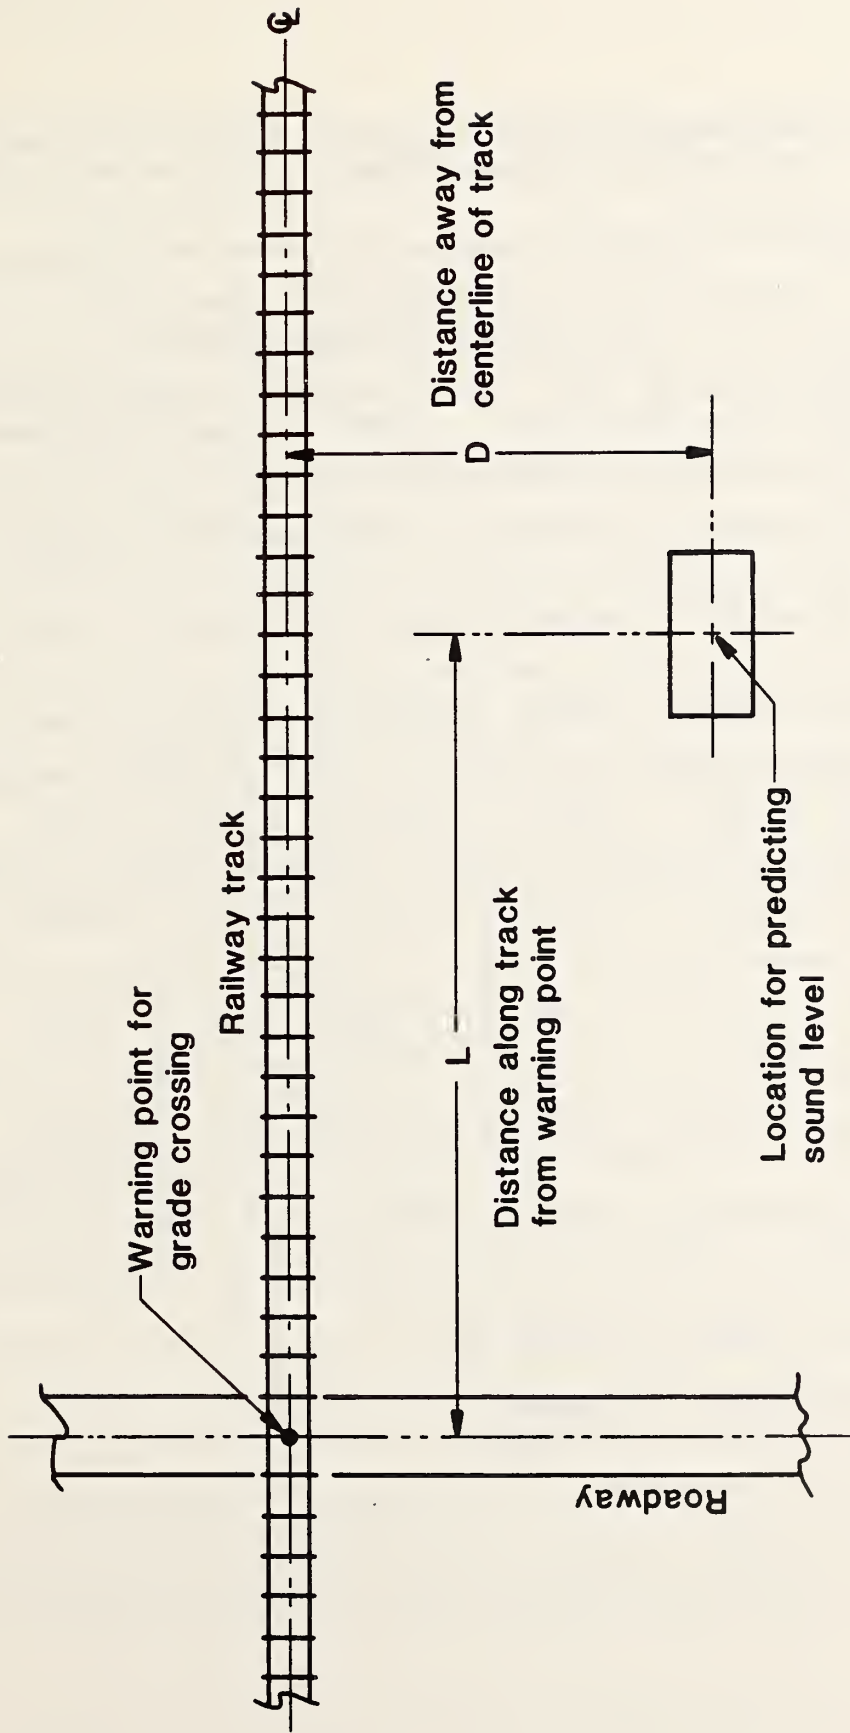 Warning point for
grade crossing
Railway track
℄
Distance away from
centerline of track
D
L
Distance along track
from warning point
Location for predicting
sound level
Roadway